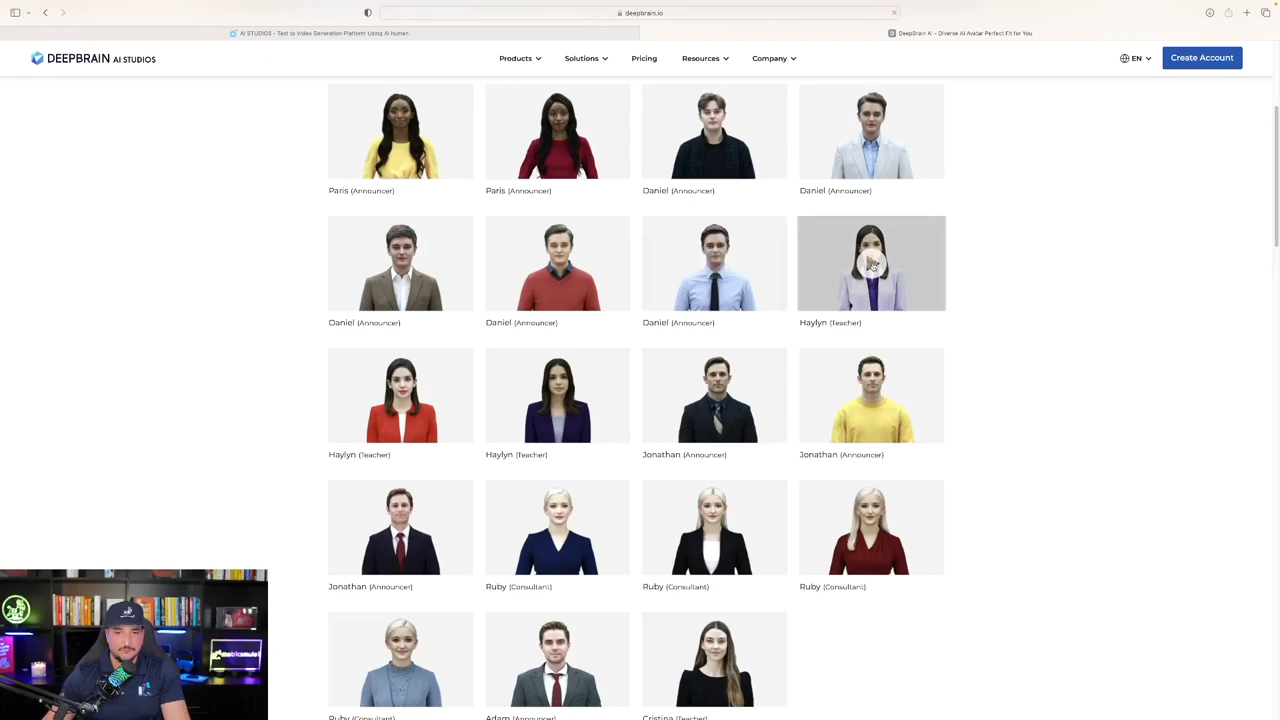 deepbrain.io
AI STUDIOS - Text to Video Generation Platform Using AI human.
DeepBrain AI – Diverse AI Avatar Perfect Fit for You
DEEPBRAIN AI STUDIOS
Products
Solutions
Pricing
Resources
Company
EN
Create Account
Paris (Announcer)
Paris (Announcer)
Daniel (Announcer)
Daniel (Announcer)
Daniel (Announcer)
Daniel (Announcer)
Daniel (Announcer)
Haylyn (Teacher)
Haylyn (Teacher)
Haylyn (Teacher)
Jonathan (Announcer)
Jonathan (Announcer)
Jonathan (Announcer)
Ruby (Consultant)
Ruby (Consultant)
Ruby (Consultant)
Ruby (Consultant)
Adam (Announcer)
Cristina (Teacher)